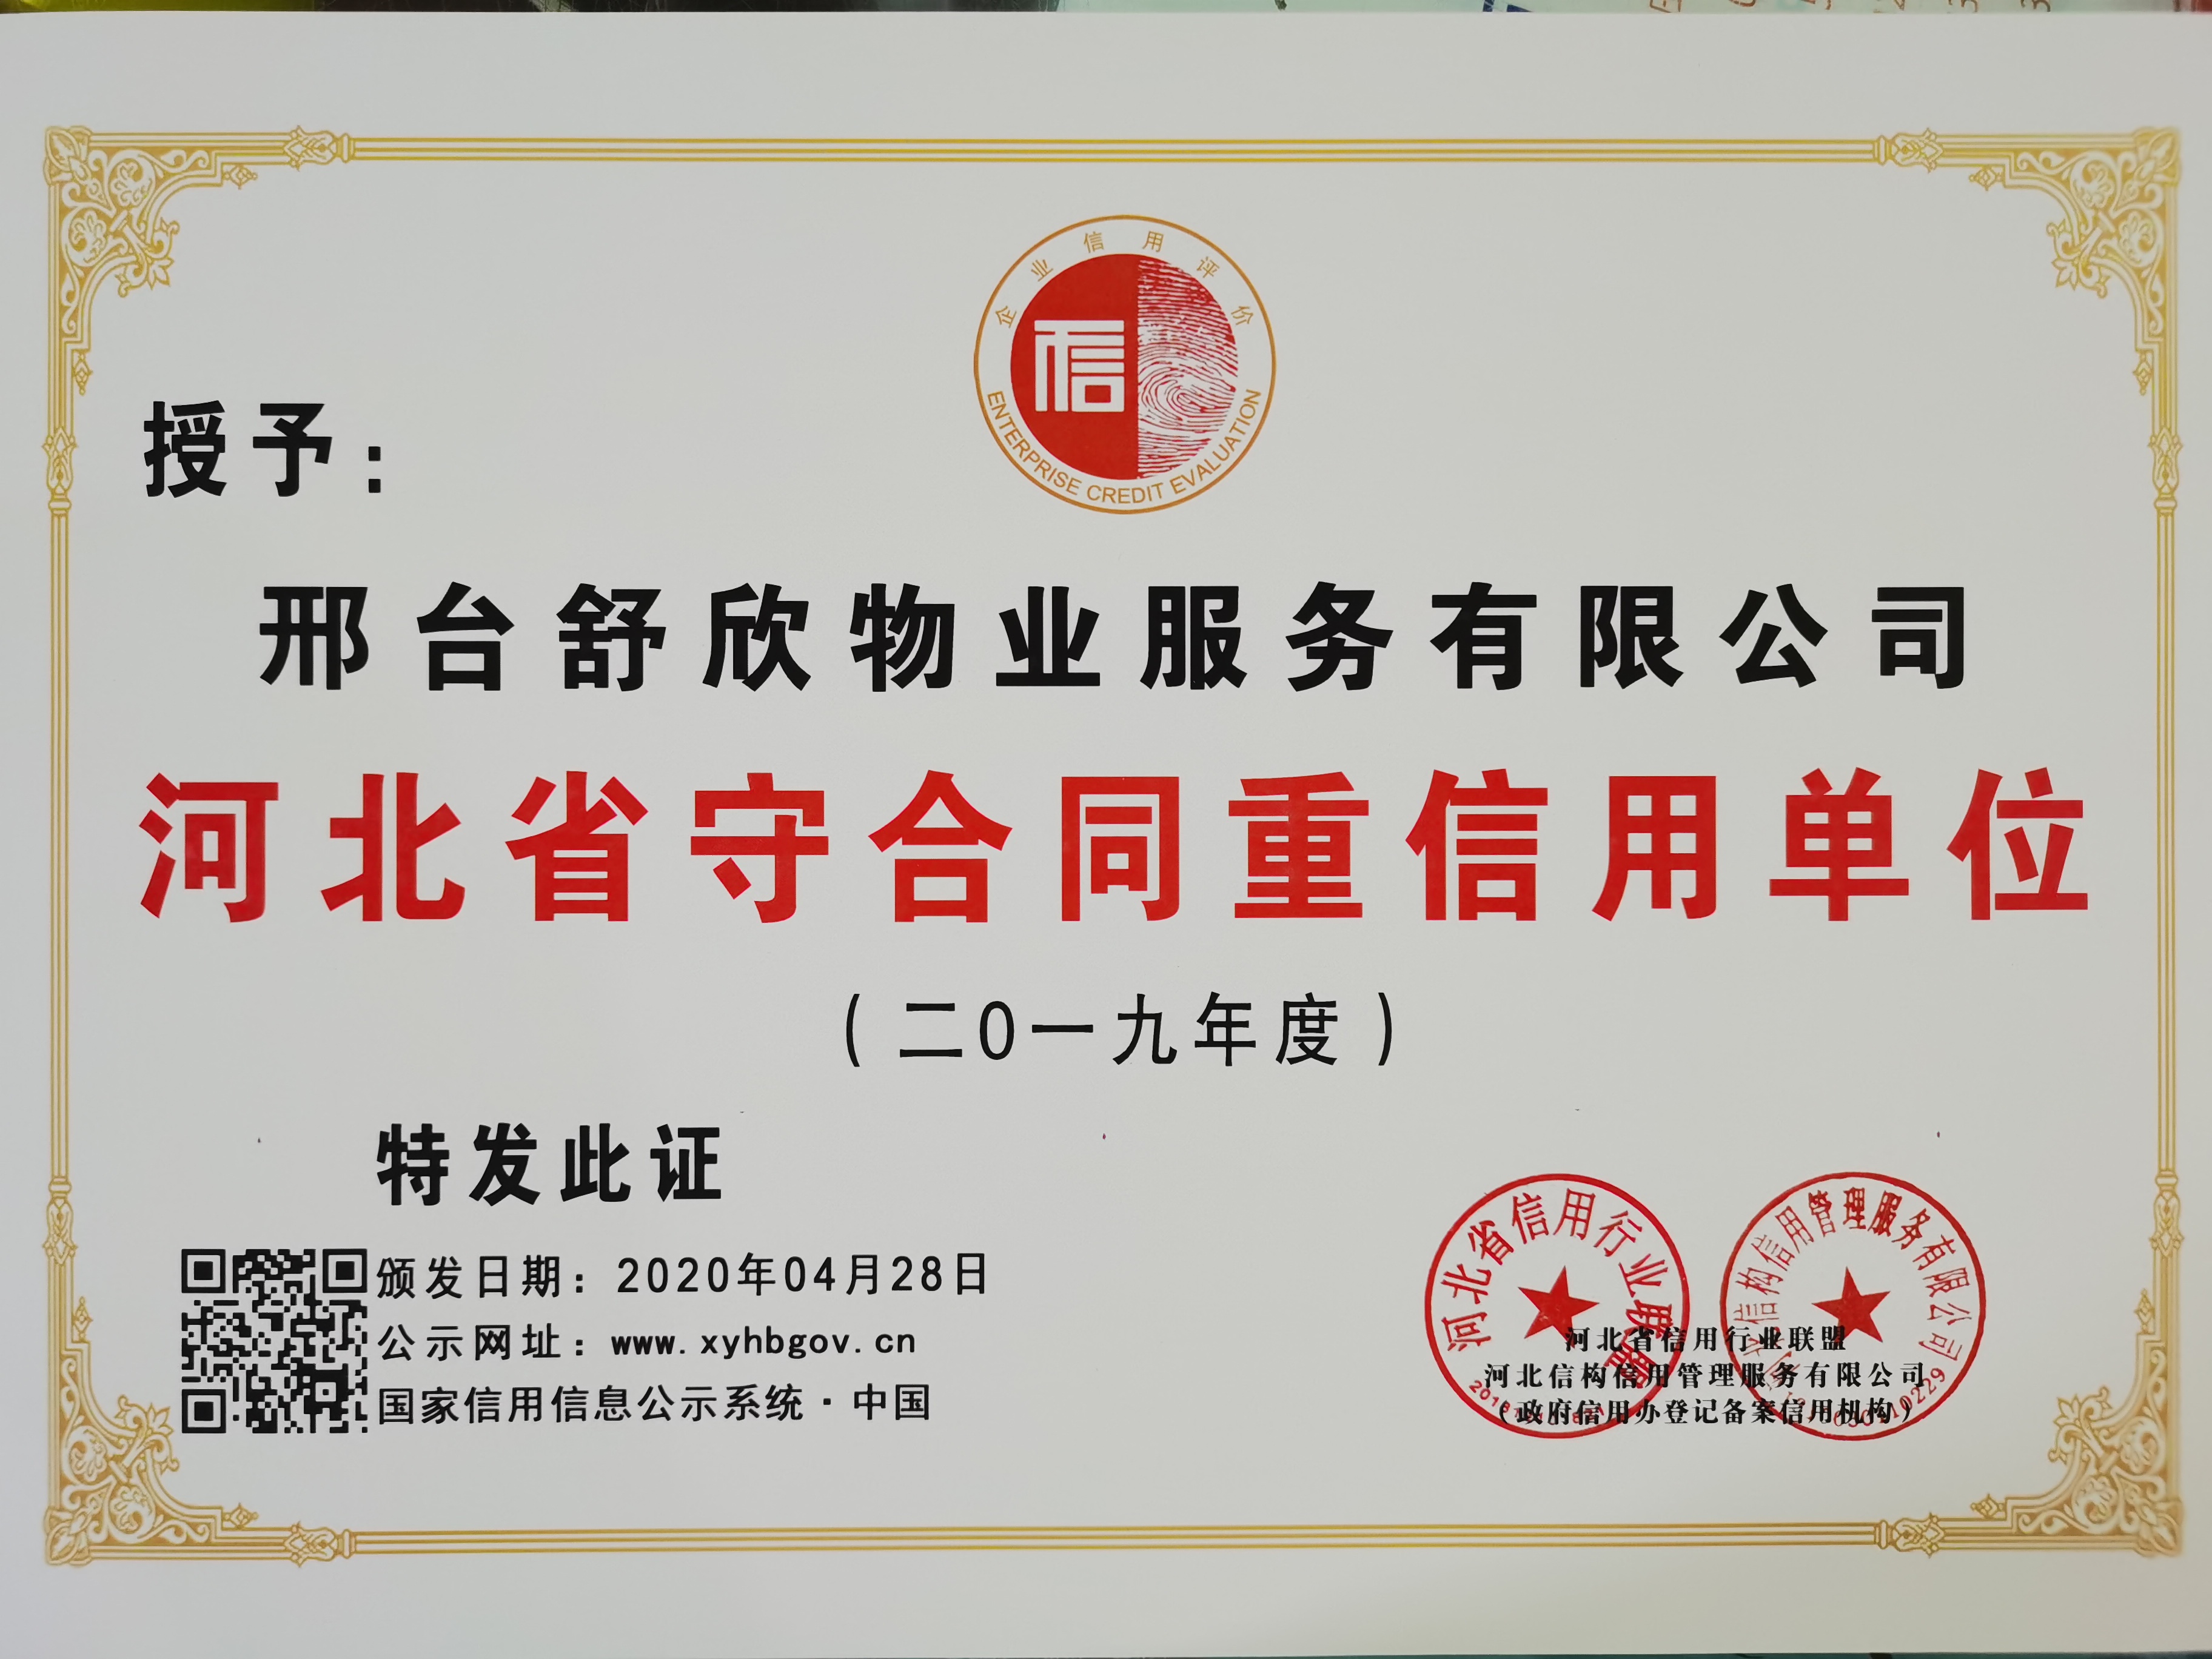 企业信用评价
信
ENTERPRISE CREDIT EVALUATION
授予：
邢台舒欣物业服务有限公司
河北省守合同重信用单位
（二0一九年度）
特发此证
颁发日期：2020年04月28日
公示网址：www.xyhbgov.cn
国家信用信息公示系统·中国
河北省信用行业联盟
河北信构信用管理服务有限公司
河北省信用行业联盟
河北信构信用管理服务有限公司
（政府信用办登记备案信用机构）